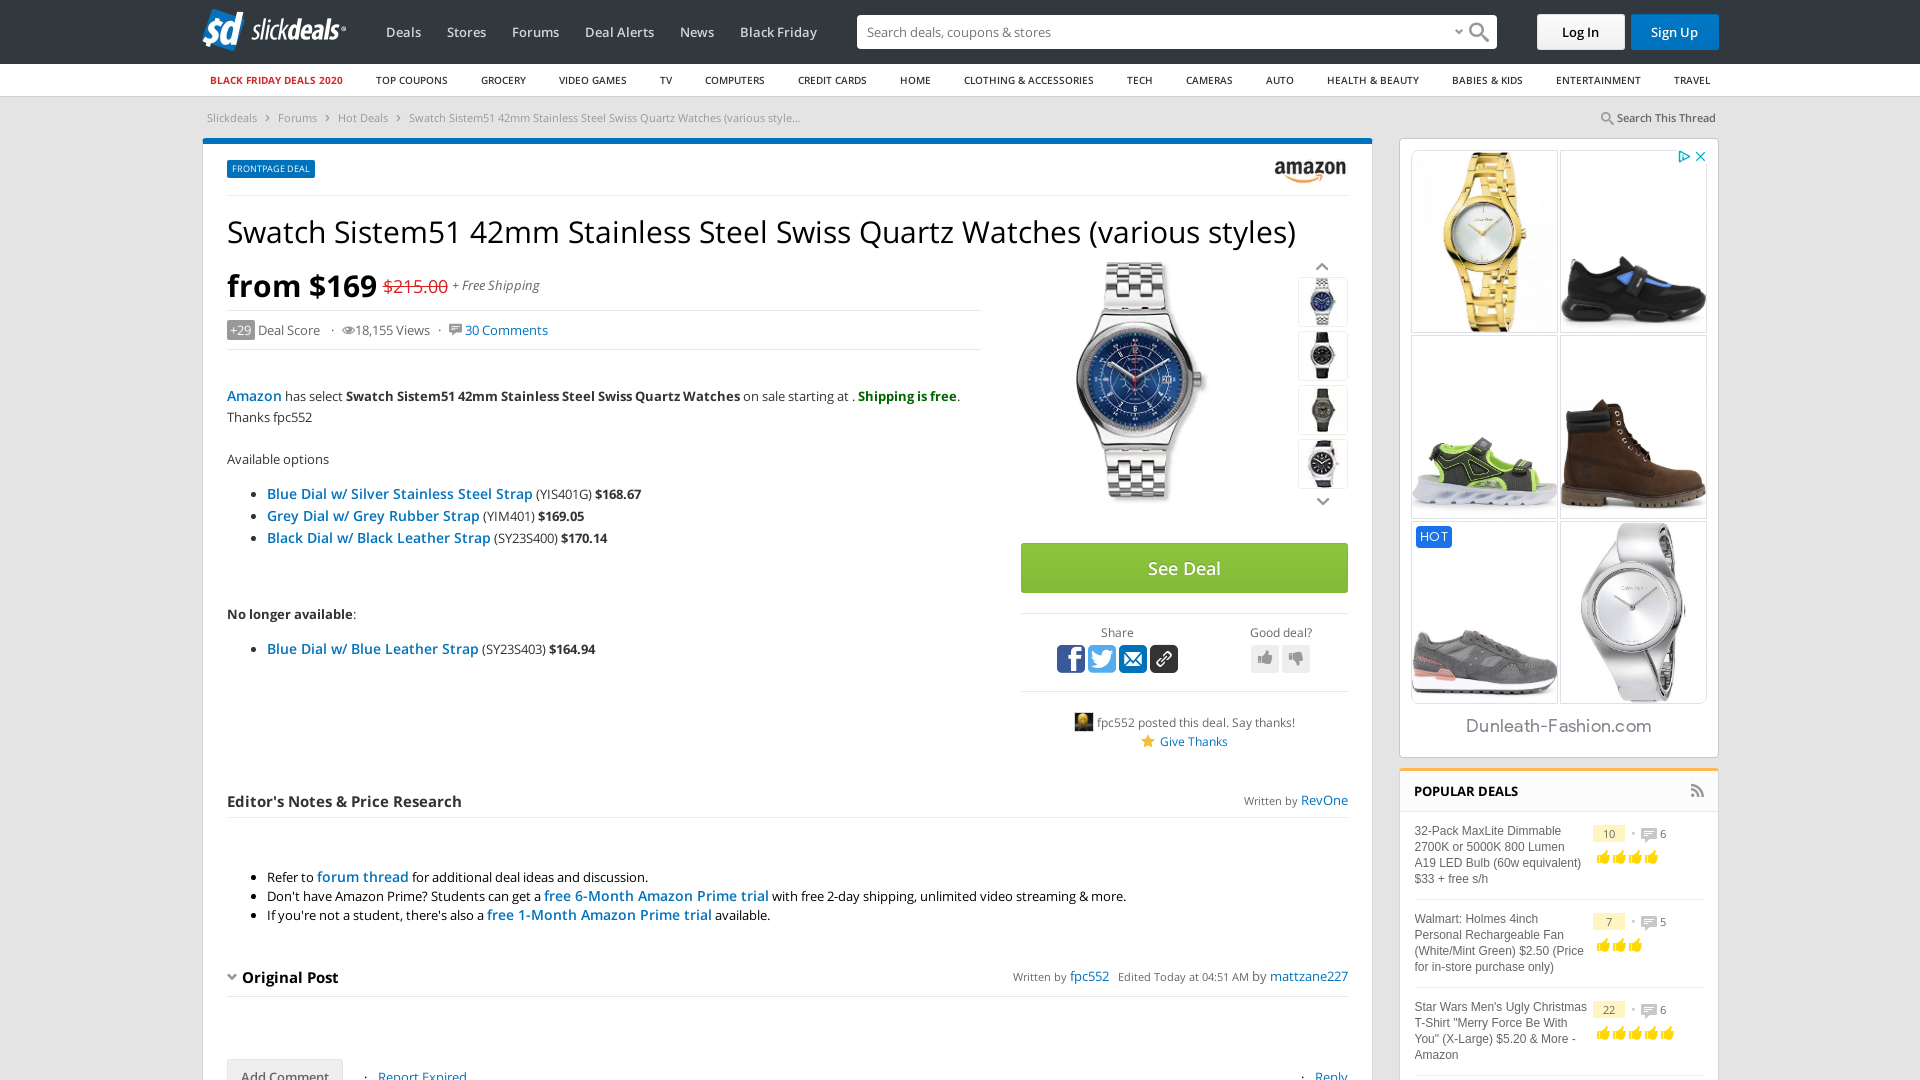 slickdeals
Deals
Stores
Forums
Deal Alerts
News
Black Friday
Search deals, coupons & stores
Log In
Sign Up
BLACK FRIDAY DEALS 2020
TOP COUPONS
GROCERY
VIDEO GAMES
TV
COMPUTERS
CREDIT CARDS
HOME
CLOTHING & ACCESSORIES
TECH
CAMERAS
AUTO
HEALTH & BEAUTY
BABIES & KIDS
ENTERTAINMENT
TRAVEL
Slickdeals › Forums › Hot Deals › Swatch Sistem51 42mm Stainless Steel Swiss Quartz Watches (various style...
Search This Thread
FRONTPAGE DEAL
amazon
Swatch Sistem51 42mm Stainless Steel Swiss Quartz Watches (various styles)
from $169 $215.00 + Free Shipping
+29 Deal Score · 18,155 Views · 30 Comments
Amazon has select Swatch Sistem51 42mm Stainless Steel Swiss Quartz Watches on sale starting at . Shipping is free.
Thanks fpc552
Available options
• Blue Dial w/ Silver Stainless Steel Strap (YIS401G) $168.67
• Grey Dial w/ Grey Rubber Strap (YIM401) $169.05
• Black Dial w/ Black Leather Strap (SY23S400) $170.14
No longer available:
• Blue Dial w/ Blue Leather Strap (SY23S403) $164.94
See Deal
Share
Good deal?
fpc552 posted this deal. Say thanks!
Give Thanks
Editor's Notes & Price Research
Written by RevOne
• Refer to forum thread for additional deal ideas and discussion.
• Don't have Amazon Prime? Students can get a free 6-Month Amazon Prime trial with free 2-day shipping, unlimited video streaming & more.
• If you're not a student, there's also a free 1-Month Amazon Prime trial available.
Original Post
Written by fpc552 Edited Today at 04:51 AM by mattzane227
Add Comment · Report Expired
· Reply
HOT
Dunleath-Fashion.com
POPULAR DEALS
32-Pack MaxLite Dimmable
2700K or 5000K 800 Lumen
A19 LED Bulb (60w equivalent)
$33 + free s/h
10 • 6
Walmart: Holmes 4inch
Personal Rechargeable Fan
(White/Mint Green) $2.50 (Price
for in-store purchase only)
7 • 5
Star Wars Men's Ugly Christmas
T-Shirt "Merry Force Be With
You" (X-Large) $5.20 & More -
Amazon
22 • 6